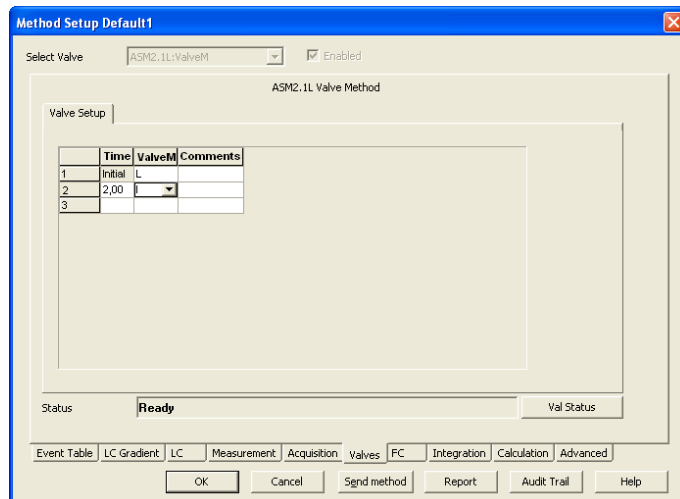 Method Setup Default1
Select Valve ASM2.1L:ValveM Enabled
ASM2.1L Valve Method
Valve Setup
Time ValveM Comments
1 Initial L
2 2,00 I
3
Status Ready Val Status
Event Table LC Gradient LC Measurement Acquisition Valves FC Integration Calculation Advanced
OK Cancel Send method Report Audit Trail Help